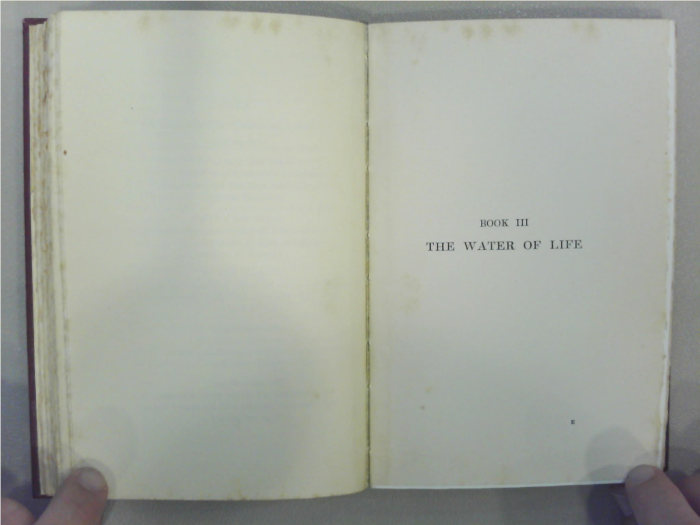 BOOK III
THE WATER OF LIFE
E